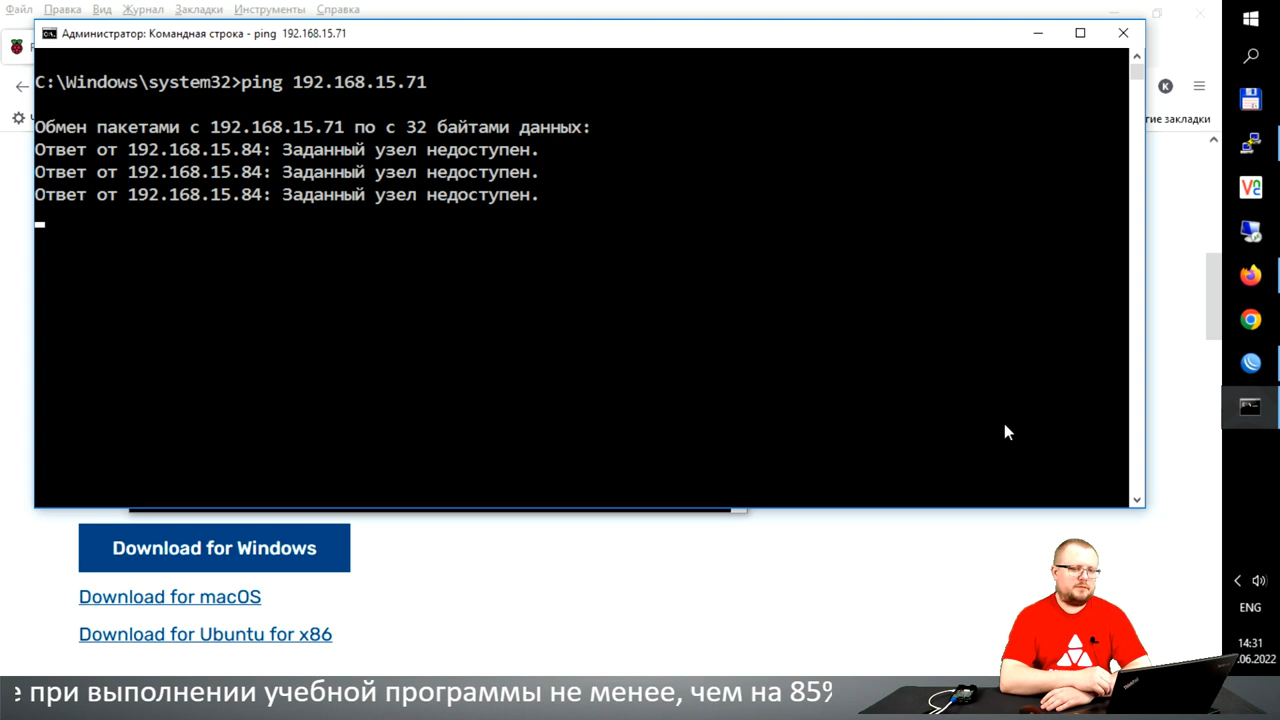 Файл Правка Вид Журнал Закладки Инструменты Справка
Администратор: Командная строка - ping 192.168.15.71
C:\Windows\system32>ping 192.168.15.71
K
Обмен пакетами с 192.168.15.71 по с 32 байтами данных:
гие закладки
Ответ от 192.168.15.84: Заданный узел недоступен.
Ответ от 192.168.15.84: Заданный узел недоступен.
Ответ от 192.168.15.84: Заданный узел недоступен.
Download for Windows
Download for macOS
Download for Ubuntu for x86
ENG
14:31
.06.2022
е при выполнении учебной программы не менее, чем на 85%
ThinkPad